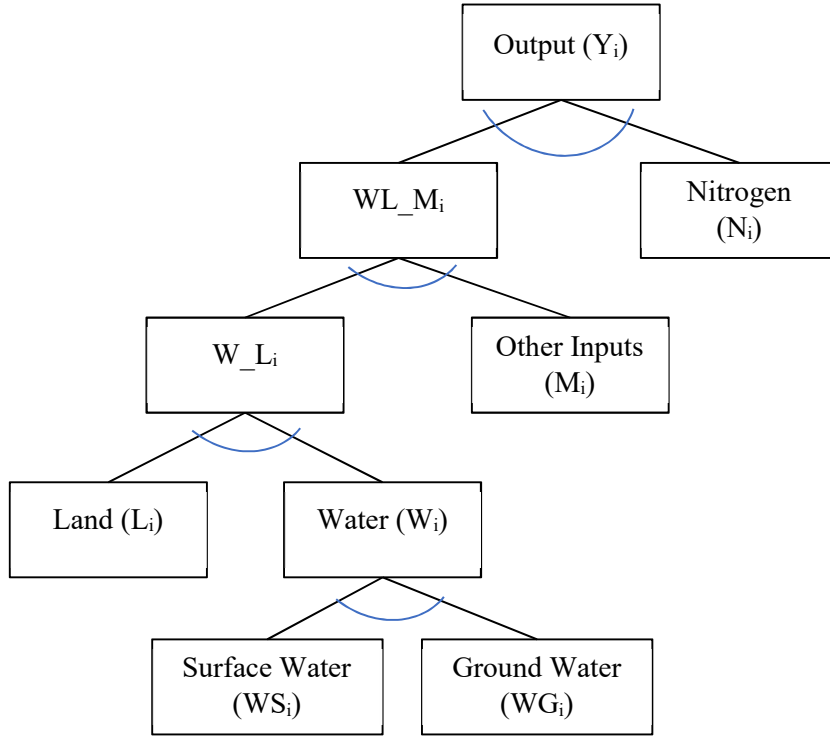 Output (Yᵢ)
WL_Mᵢ
Nitrogen
(Nᵢ)
W_Lᵢ
Other Inputs
(Mᵢ)
Land (Lᵢ)
Water (Wᵢ)
Surface Water
(WSᵢ)
Ground Water
(WGᵢ)